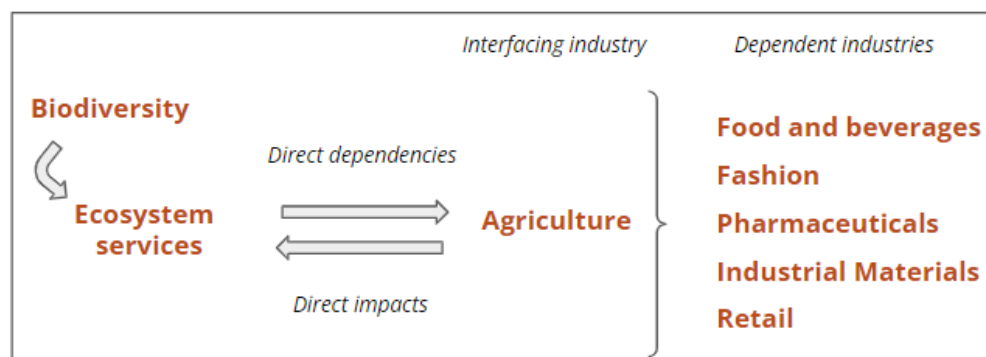 Interfacing industry
Dependent industries
Biodiversity
Direct dependencies
Ecosystem
services
Direct impacts
Agriculture
Food and beverages
Fashion
Pharmaceuticals
Industrial Materials
Retail